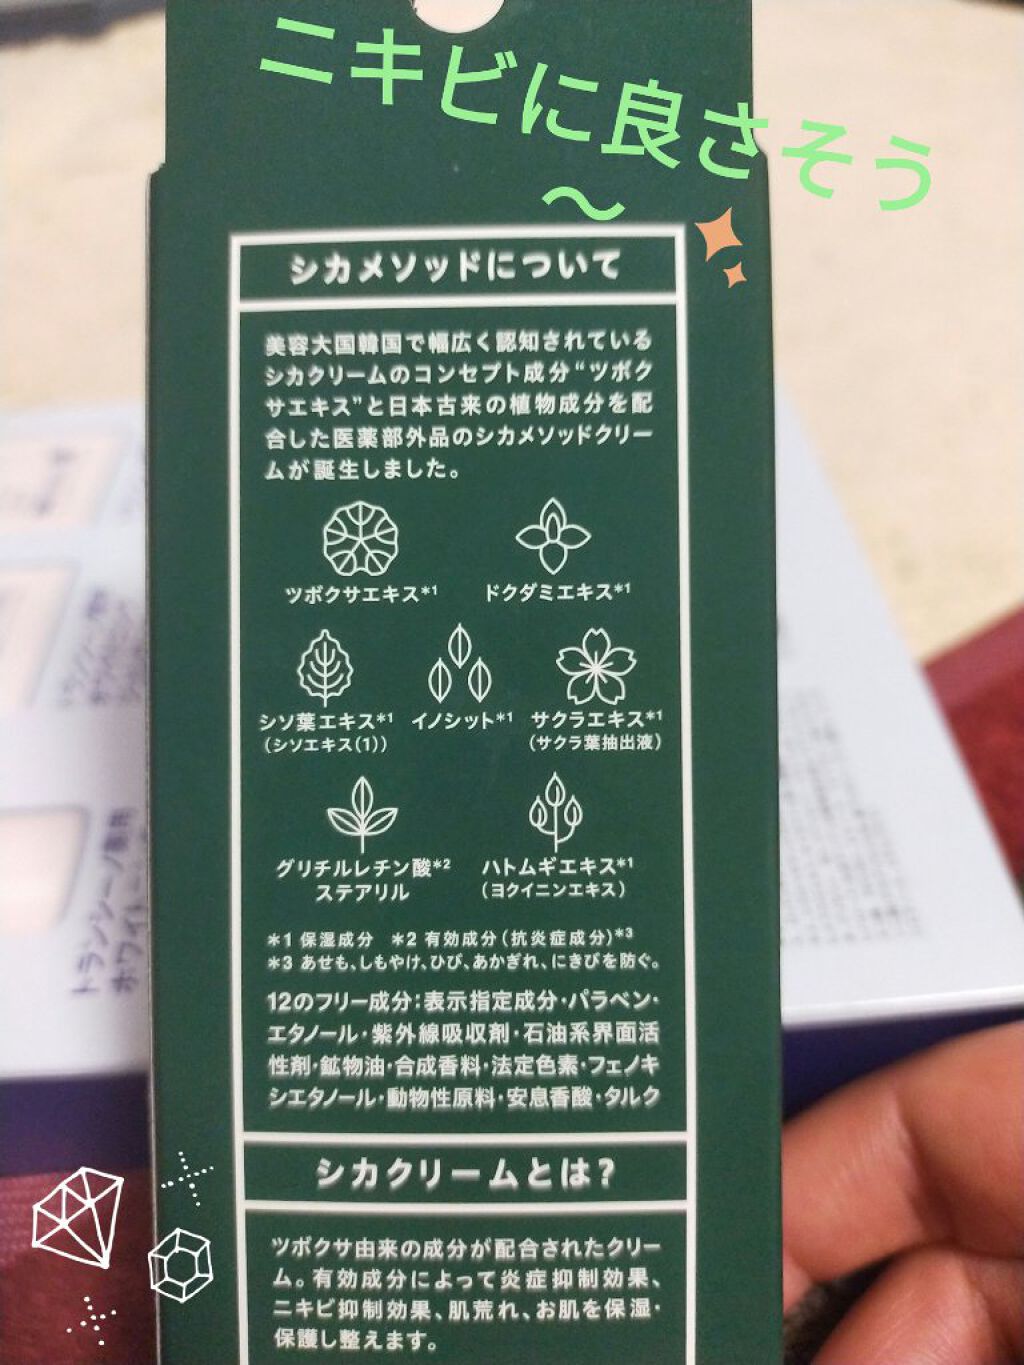 ニキビに良さそう
〜
シカメソッドについて
美容大国韓国で幅広く認知されている
シカクリームのコンセプト成分“ツボク
サエキス”と日本古来の植物成分を配
合した医薬部外品のシカメソッドクリー
ムが誕生しました。
ツボクサエキス*1 ドクダミエキス*1
シソ葉エキス*1 イノシット*1 サクラエキス*1
(シソエキス(1)) (サクラ葉抽出液)
グリチルレチン酸*2 ハトムギエキス*1
ステアリル (ヨクイニンエキス)
*1 保湿成分 *2 有効成分(抗炎症成分)*3
*3 あせも、しもやけ、ひび、あかぎれ、にきびを防ぐ。
12のフリー成分:表示指定成分・パラベン・
エタノール・紫外線吸収剤・石油系界面活
性剤・鉱物油・合成香料・法定色素・フェノキ
シエタノール・動物性原料・安息香酸・タルク
シカクリームとは?
ツボクサ由来の成分が配合されたクリー
ム。有効成分によって炎症抑制効果、
ニキビ抑制効果、肌荒れ、お肌を保湿・
保護し整えます。
トランシーノ薬用